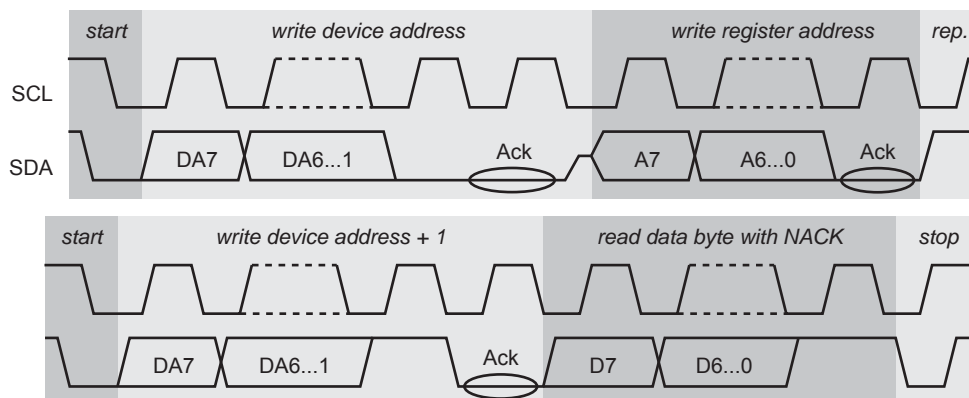 start write device address write register address rep.
SCL
SDA DA7 DA6...1 Ack A7 A6...0 Ack
start write device address + 1 read data byte with NACK stop
DA7 DA6...1 Ack D7 D6...0